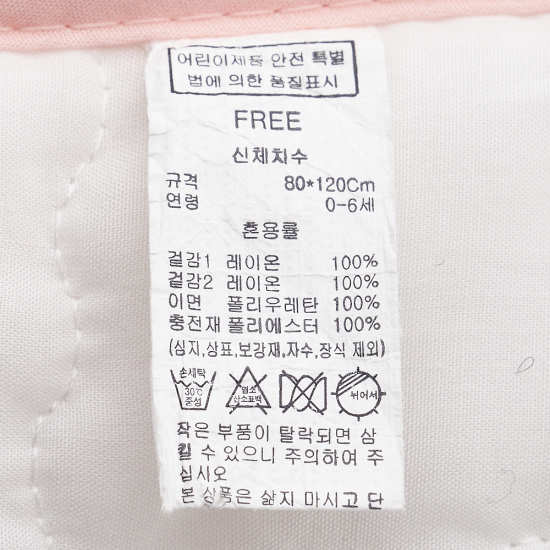 어린이제품 안전 특별
법에 의한 품질표시
FREE
신체치수
규격 80*120Cm
연령 0-6세
혼용률
겉감1 레이온 100%
겉감2 레이온 100%
이면 폴리우레탄 100%
충전재 폴리에스터 100%
(심지,상표,보강재,자수,장식 제외)
손세탁
30℃
중성
염소
산소표백
뉘어서
작은 부품이 탈락되면 삼
킬 수 있으니 주의하여 주
십시오
본 상품은 삶지 마시고 단